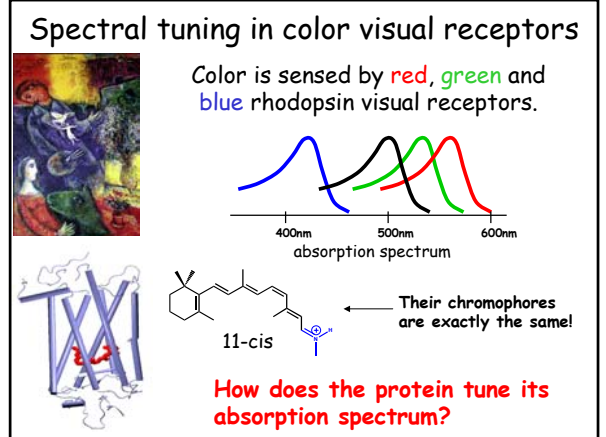 Spectral tuning in color visual receptors
Color is sensed by red, green and
blue rhodopsin visual receptors.
400nm
500nm
600nm
absorption spectrum
Their chromophores
are exactly the same!
11-cis
N
H
+
How does the protein tune its
absorption spectrum?